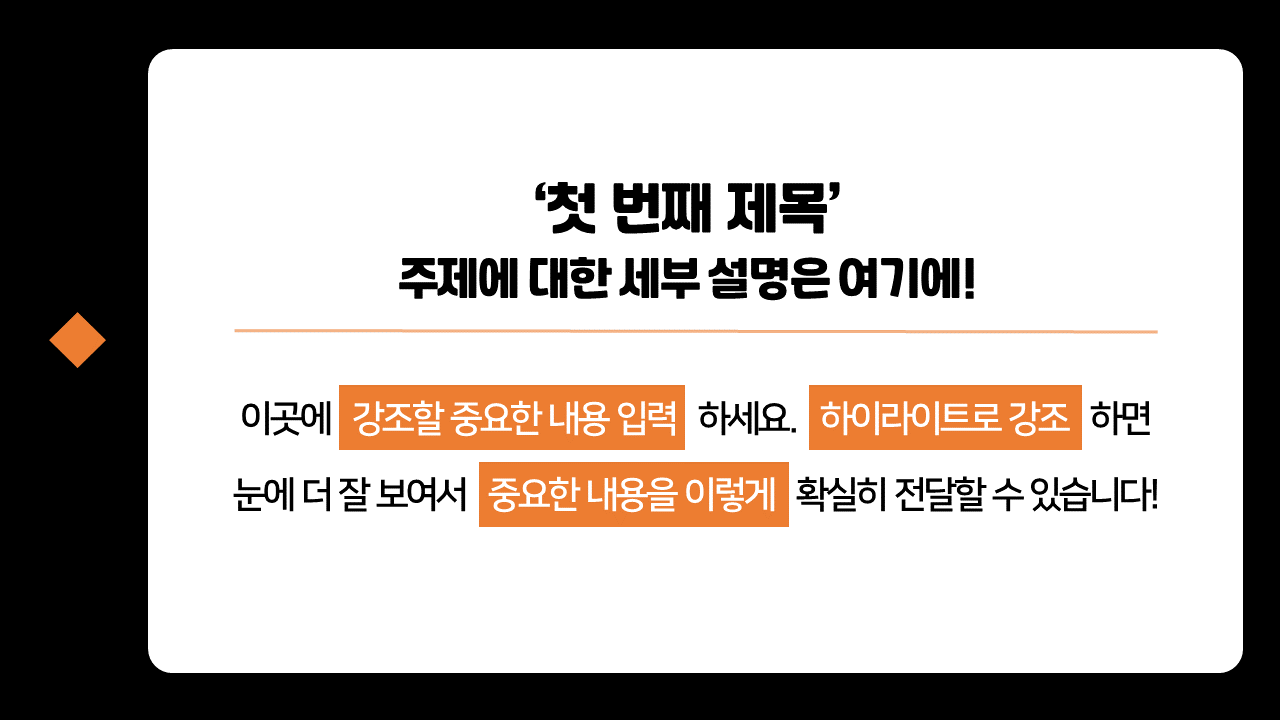 ‘첫 번째 제목’
주제에 대한 세부 설명은 여기에!
이곳에 강조할 중요한 내용 입력 하세요. 하이라이트로 강조 하면
눈에 더 잘 보여서 중요한 내용을 이렇게 확실히 전달할 수 있습니다!